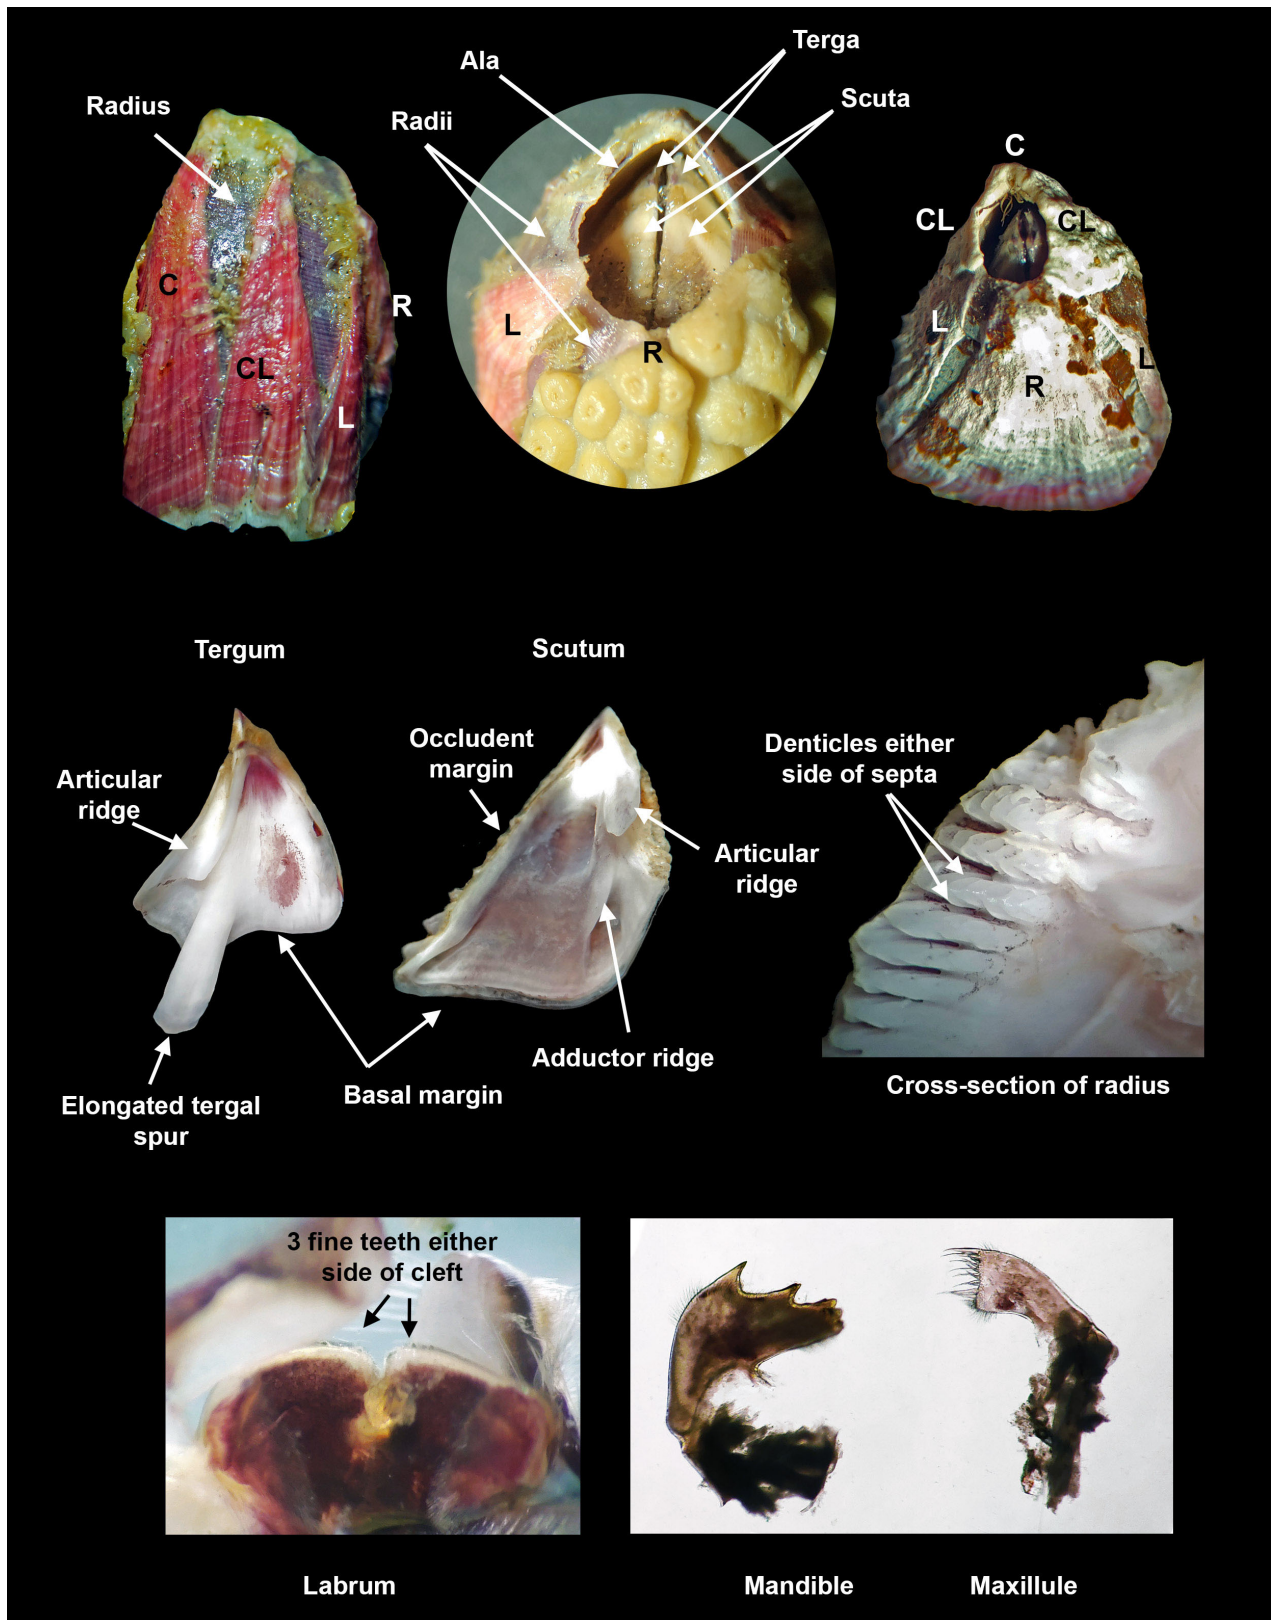 Terga
Ala
Scuta
Radius
Radii
C
CL
CL
C
R
L
L
R
CL
R
L
L
Tergum
Scutum
Occludent
margin
Denticles either
side of septa
Articular
ridge
Articular
ridge
Adductor ridge
Basal margin
Cross-section of radius
Elongated tergal
spur
3 fine teeth either
side of cleft
Labrum
Mandible
Maxillule